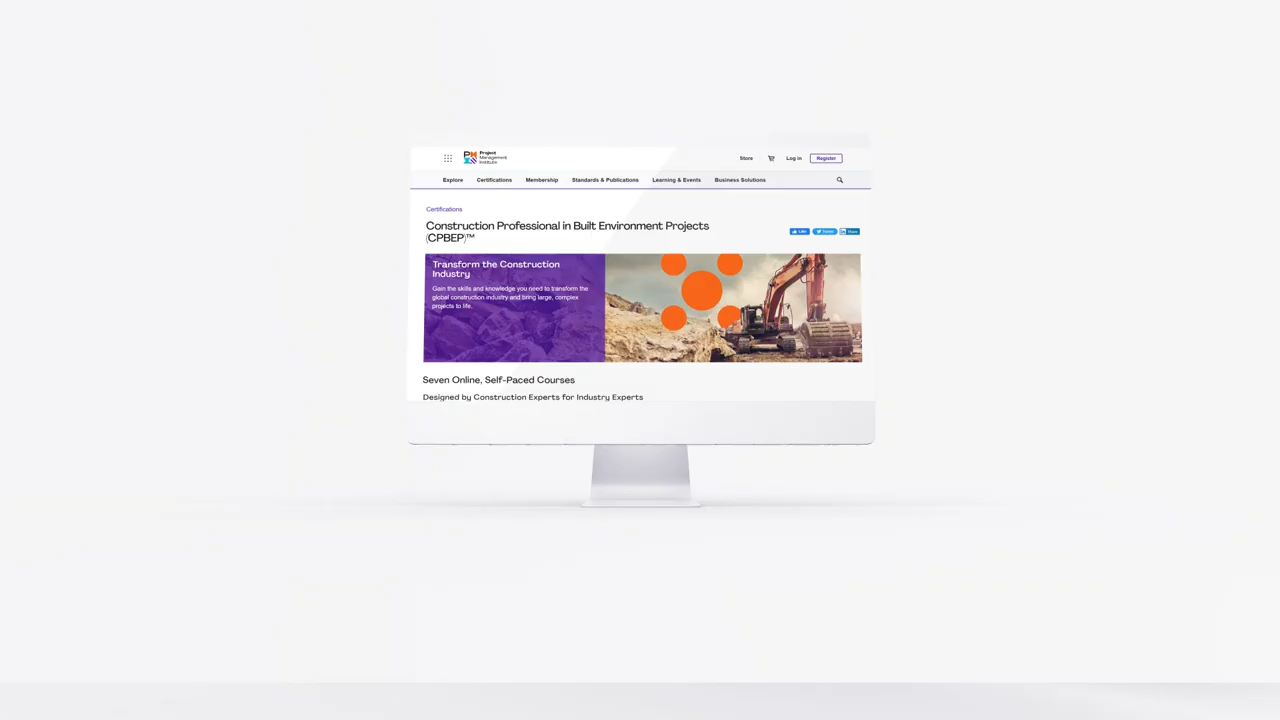 Project
Management
Institute
Store
Log in
Register
Explore
Certifications
Membership
Standards & Publications
Learning & Events
Business Solutions
Certifications
Construction Professional in Built Environment Projects
(CPBEP)™
Like
Tweet
Share
Transform the Construction
Industry
Gain the skills and knowledge you need to transform the
global construction industry and bring large, complex
projects to life.
Seven Online, Self-Paced Courses
Designed by Construction Experts for Industry Experts